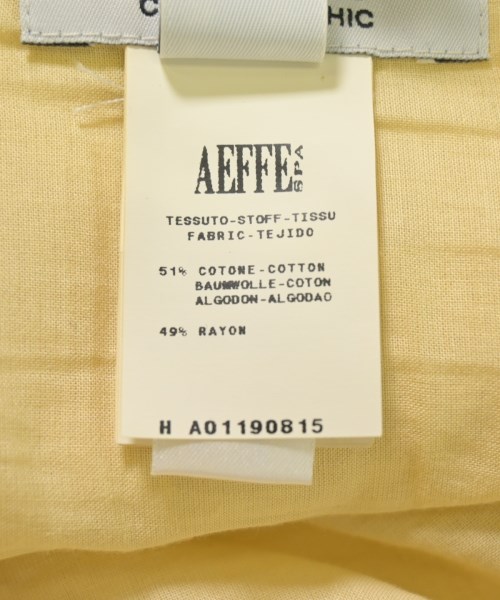 C HIC
AEFFE SPA
TESSUTO-STOFF-TISSU
FABRIC-TEJIDO
51% COTONE-COTTON
BAUMWOLLE-COTON
ALGODON-ALGODAO
49% RAYON
H A01190815